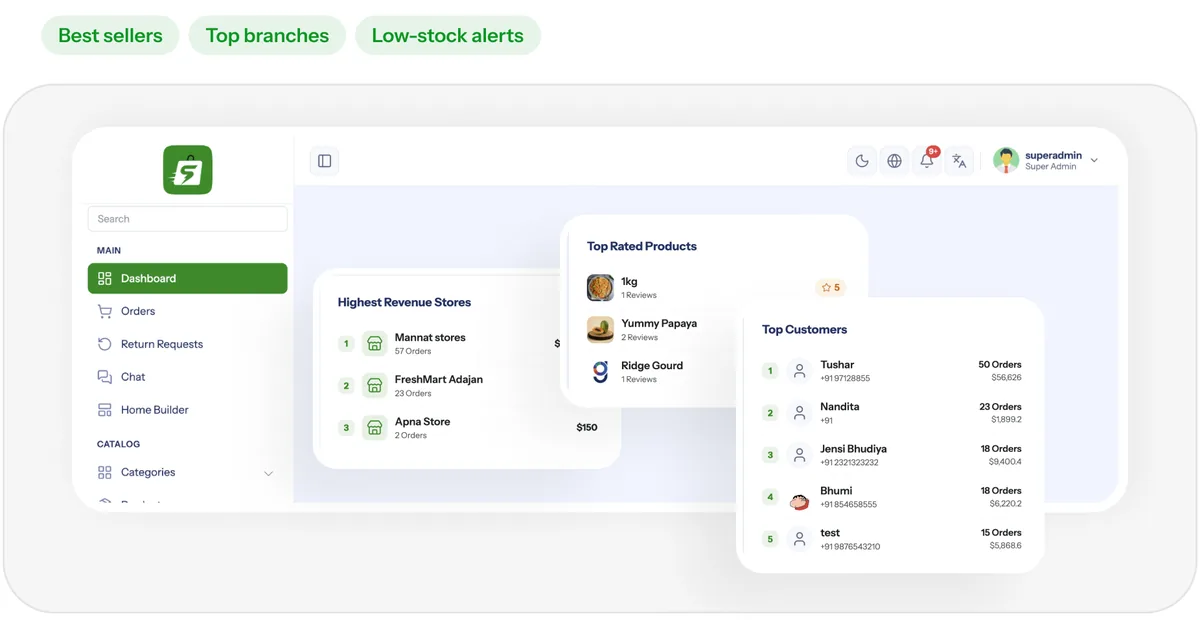 Best sellers
Top branches
Low-stock alerts
9+
superadmin
Super Admin
Search
MAIN
Dashboard
Orders
Return Requests
Chat
Home Builder
CATALOG
Categories
Highest Revenue Stores
1
Mannat stores
57 Orders
$
2
FreshMart Adajan
23 Orders
3
Apna Store
2 Orders
$150
Top Rated Products
1kg
1 Reviews
5
Yummy Papaya
2 Reviews
Ridge Gourd
1 Reviews
Top Customers
1
Tushar
50 Orders
+91 97128855
$56,626
2
Nandita
23 Orders
+91
$1,899.2
3
Jensi Bhudiya
18 Orders
+91 2321323232
$9,400.4
4
Bhumi
18 Orders
+91 854658555
$6,220.2
5
test
15 Orders
+91 9876543210
$5,868.6